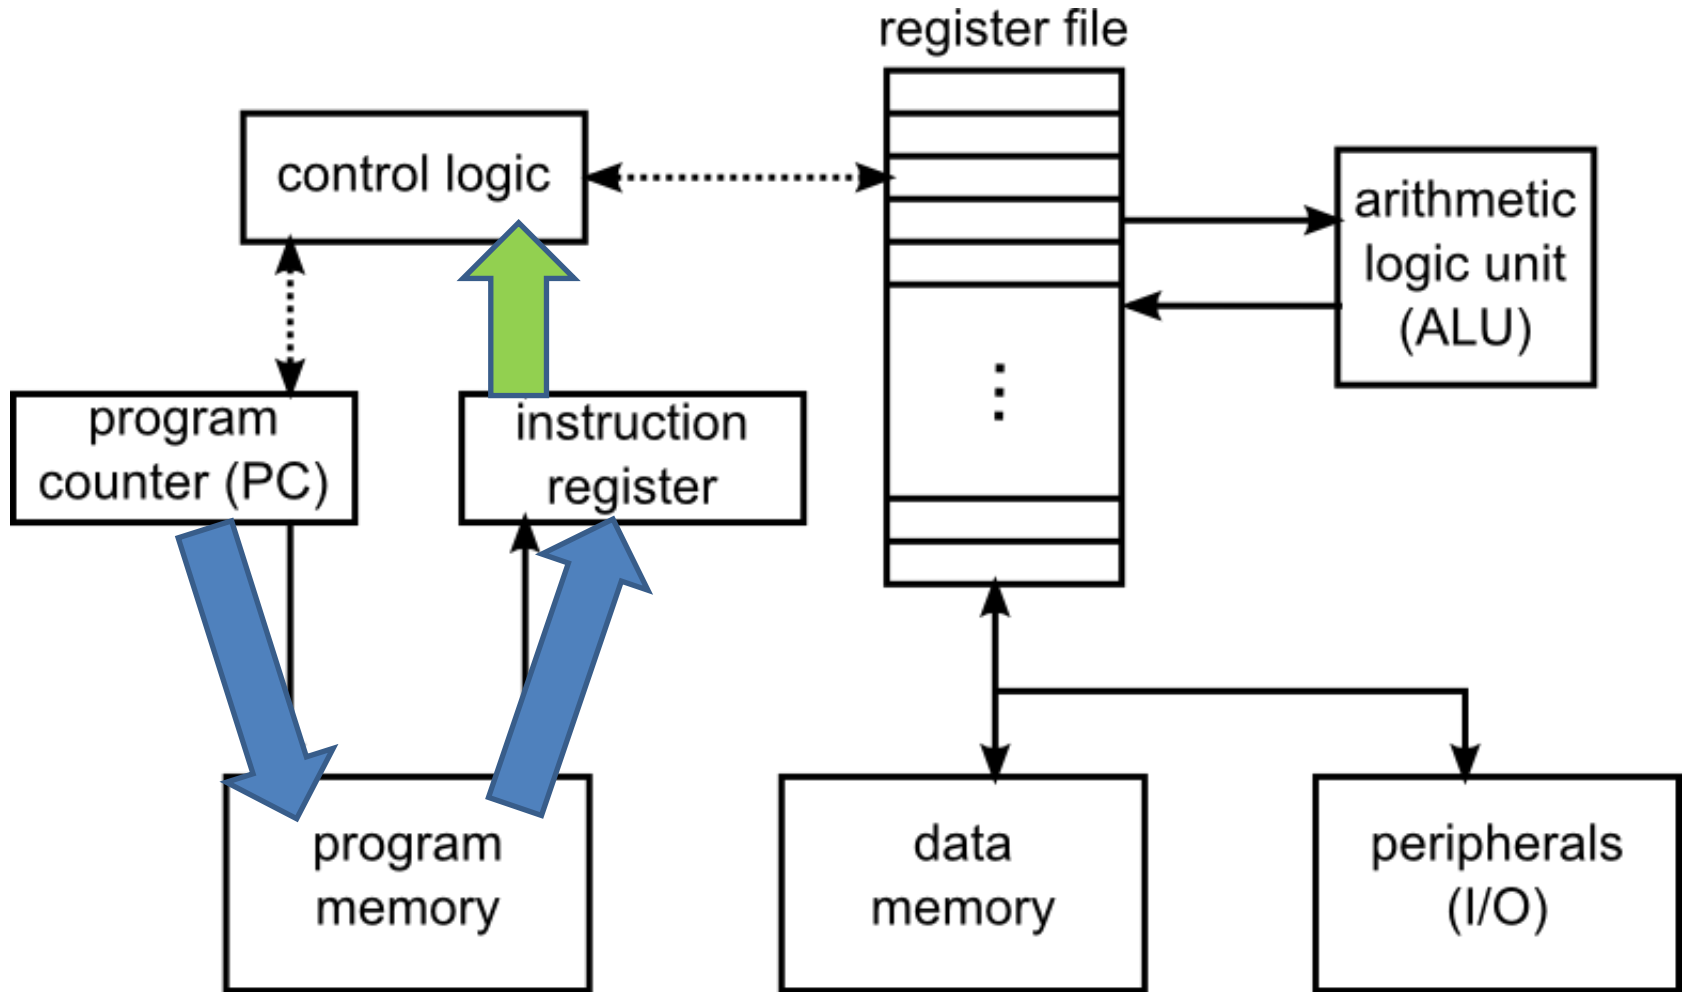 register file
control logic
arithmetic
logic unit
(ALU)
program
counter (PC)
instruction
register
program
memory
data
memory
peripherals
(I/O)